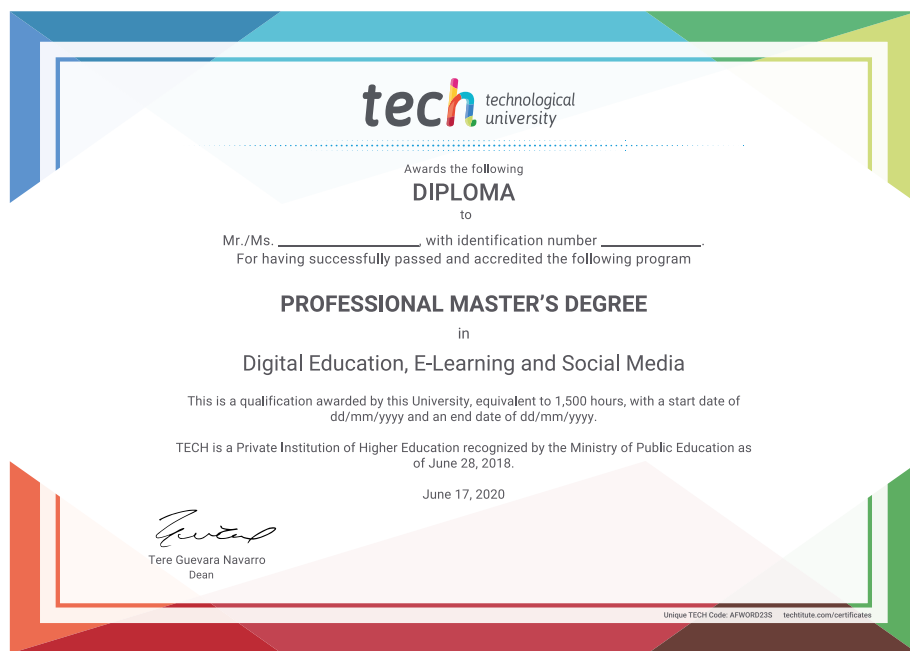 tech technological
university
Awards the following
DIPLOMA
to
Mr./Ms. ____________________, with identification number ______________.
For having successfully passed and accredited the following program
PROFESSIONAL MASTER'S DEGREE
in
Digital Education, E-Learning and Social Media
This is a qualification awarded by this University, equivalent to 1,500 hours, with a start date of
dd/mm/yyyy and an end date of dd/mm/yyyy.
TECH is a Private Institution of Higher Education recognized by the Ministry of Public Education as
of June 28, 2018.
June 17, 2020
Tere Guevara Navarro
Dean
Unique TECH Code: AFWORD23S techtitute.com/certificates